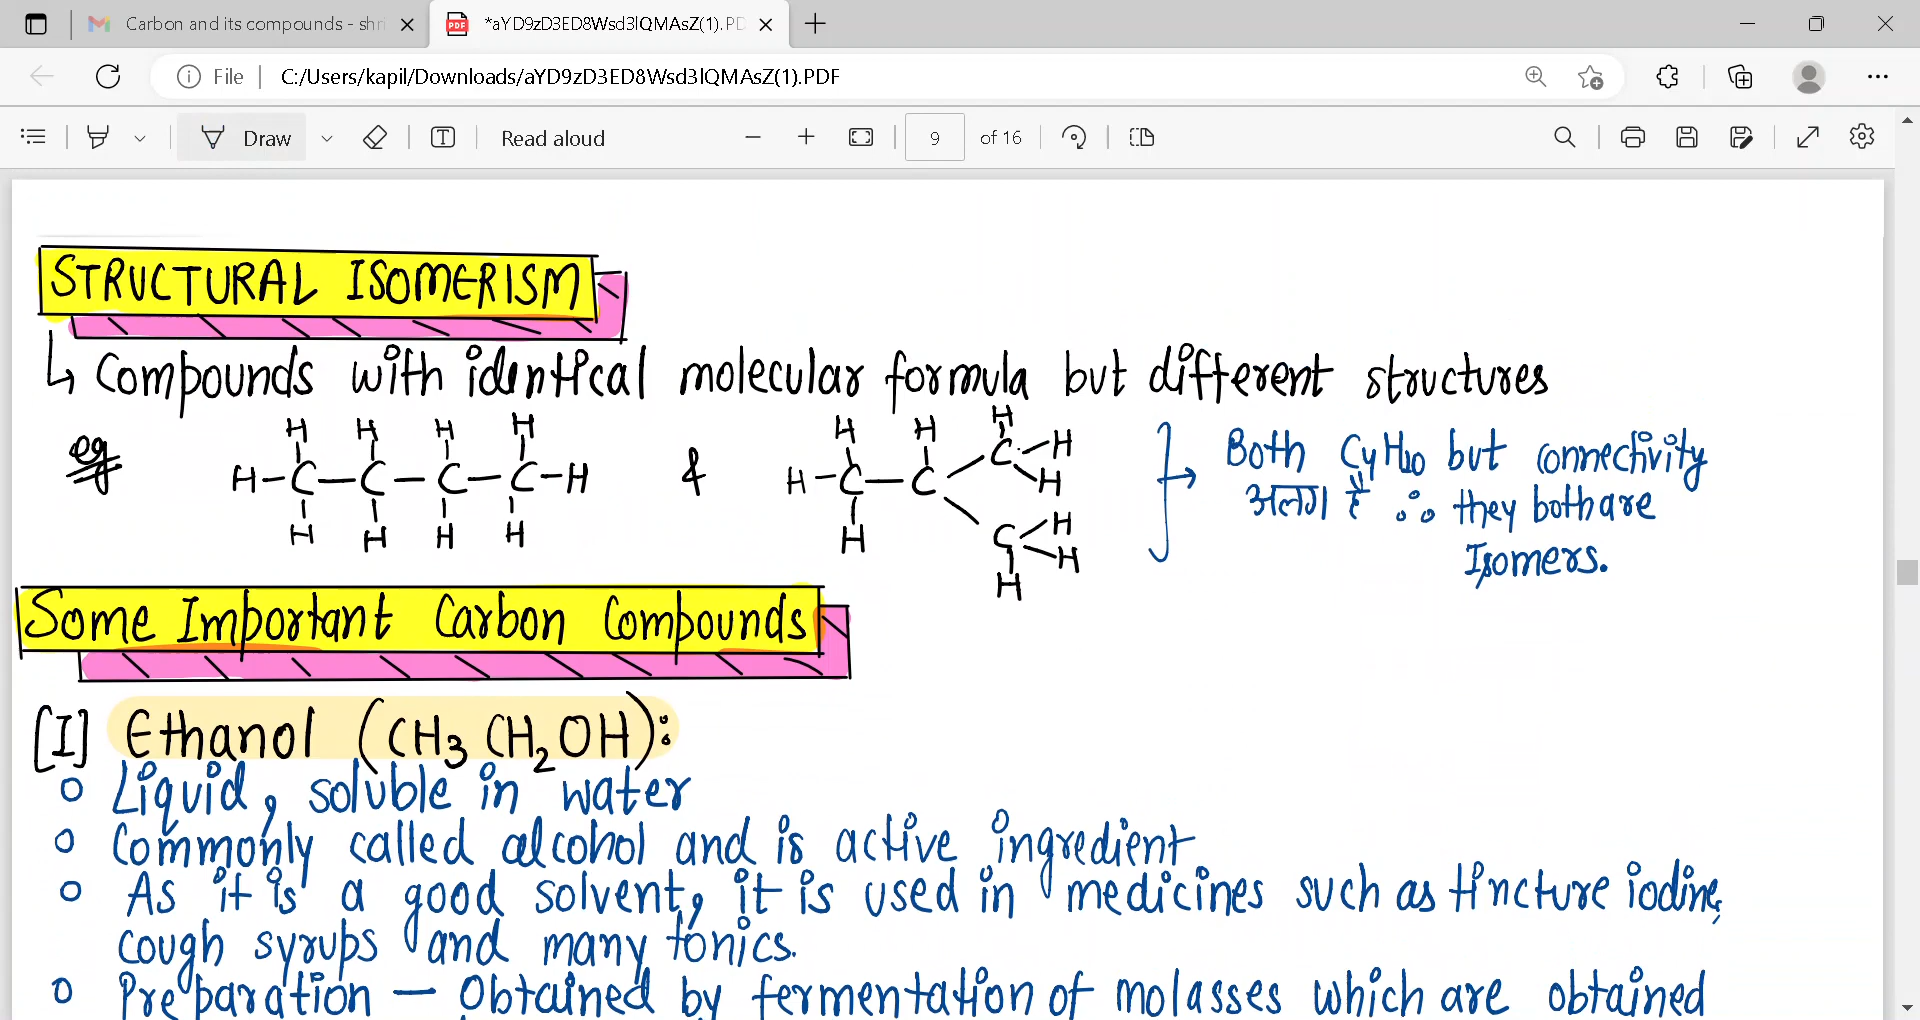 Carbon and its compounds - shri
*aYD9zD3ED8Wsd3lQMAsZ(1).PD
File
C:/Users/kapil/Downloads/aYD9zD3ED8Wsd3lQMAsZ(1).PDF
Draw
Read aloud
9 of 16
STRUCTURAL ISOMERISM
↳ Compounds with identical molecular formula but different structures
eg
H H H H
H-C-C-C-C-H
H H H H
&
H H H
H-C-C C-H
H
H C-H
H
H
Both C4H10 but connectivity
अलग है ∴ they both are
Isomers.
Some Important Carbon Compounds
[I] Ethanol (CH3 CH2OH):
o Liquid, soluble in water
o Commonly called alcohol and is active ingredient
o As it is a good solvent, it is used in medicines such as tincture iodine,
cough syrups and many tonics.
o Preparation — Obtained by fermentation of molasses which are obtained